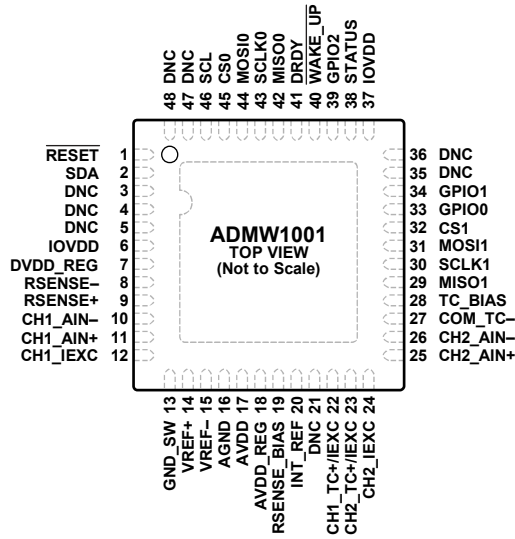 48 DNC
47 DNC
46 SCL
45 CS0
44 MOSI0
43 SCLK0
42 MISO0
41 DRDY
40 WAKE_UP
39 GPIO2
38 STATUS
37 IOVDD
RESET 1
SDA 2
DNC 3
DNC 4
DNC 5
IOVDD 6
DVDD_REG 7
RSENSE– 8
RSENSE+ 9
CH1_AIN– 10
CH1_AIN+ 11
CH1_IEXC 12
ADMW1001
TOP VIEW
(Not to Scale)
36 DNC
35 DNC
34 GPIO1
33 GPIO0
32 CS1
31 MOSI1
30 SCLK1
29 MISO1
28 TC_BIAS
27 COM_TC–
26 CH2_AIN–
25 CH2_AIN+
GND_SW 13
VREF+ 14
VREF– 15
AGND 16
AVDD 17
AVDD_REG 18
RSENSE_BIAS 19
INT_REF 20
DNC 21
CH1_TC+/IEXC 22
CH2_TC+/IEXC 23
CH2_IEXC 24